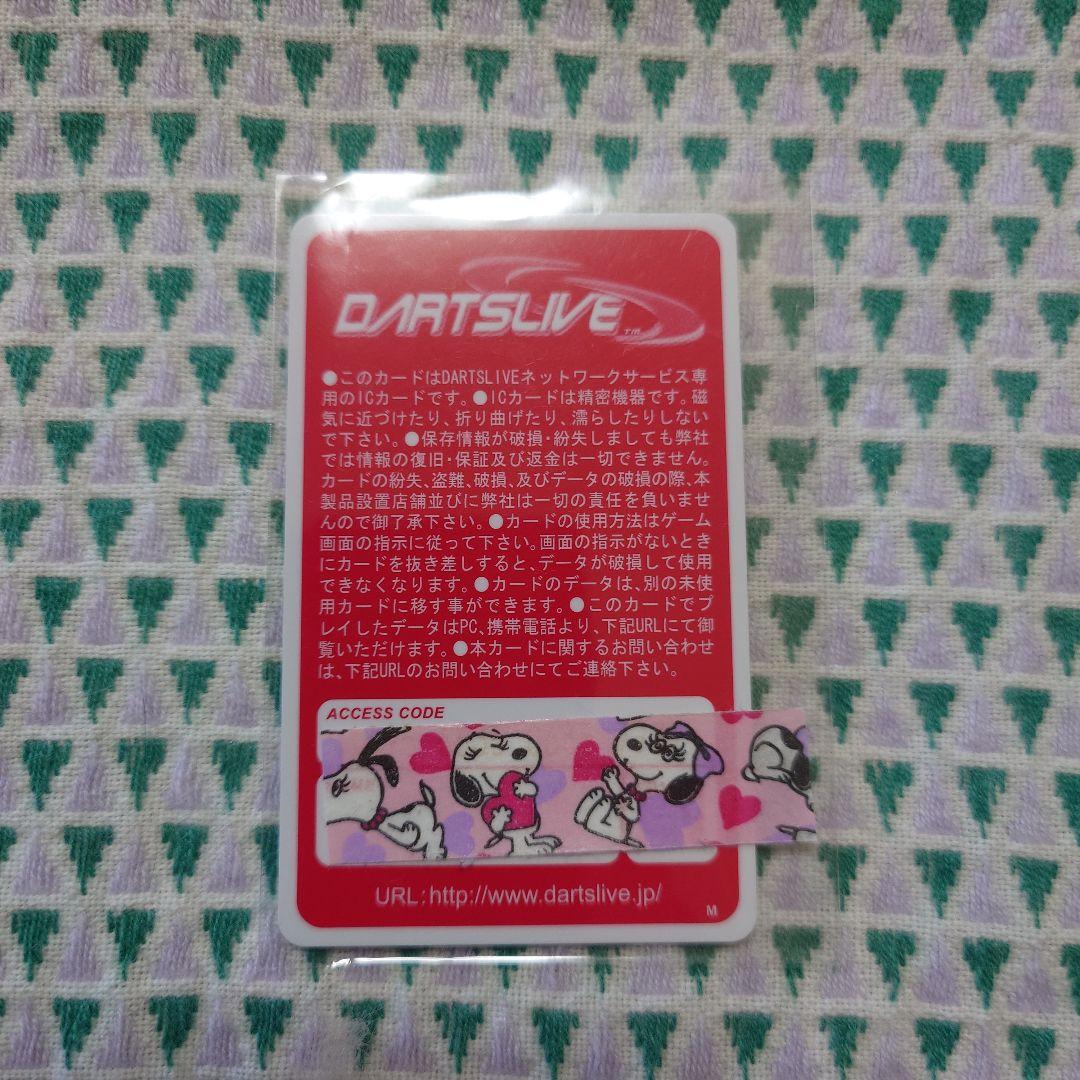 DARTSLIVE™
●このカードはDARTSLIVEネットワークサービス専
用のICカードです。●ICカードは精密機器です。磁
気に近づけたり、折り曲げたり、濡らしたりしない
で下さい。●保存情報が破損・紛失しましても弊社
では情報の復旧・保証及び返金は一切できません。
カードの紛失、盗難、破損、及びデータの破損の際、本
製品設置店舗並びに弊社は一切の責任を負いませ
んので御了承下さい。●カードの使用方法はゲーム
画面の指示に従って下さい。画面の指示がないとき
にカードを抜き差しすると、データが破損して使用
できなくなります。●カードのデータは、別の未使
用カードに移す事ができます。●このカードでプ
レイしたデータはPC、携帯電話より、下記URLにて御
覧いただけます。●本カードに関するお問い合わせ
は、下記URLのお問い合わせにてご連絡下さい。
ACCESS CODE
URL:http://www.dartslive.jp/
M